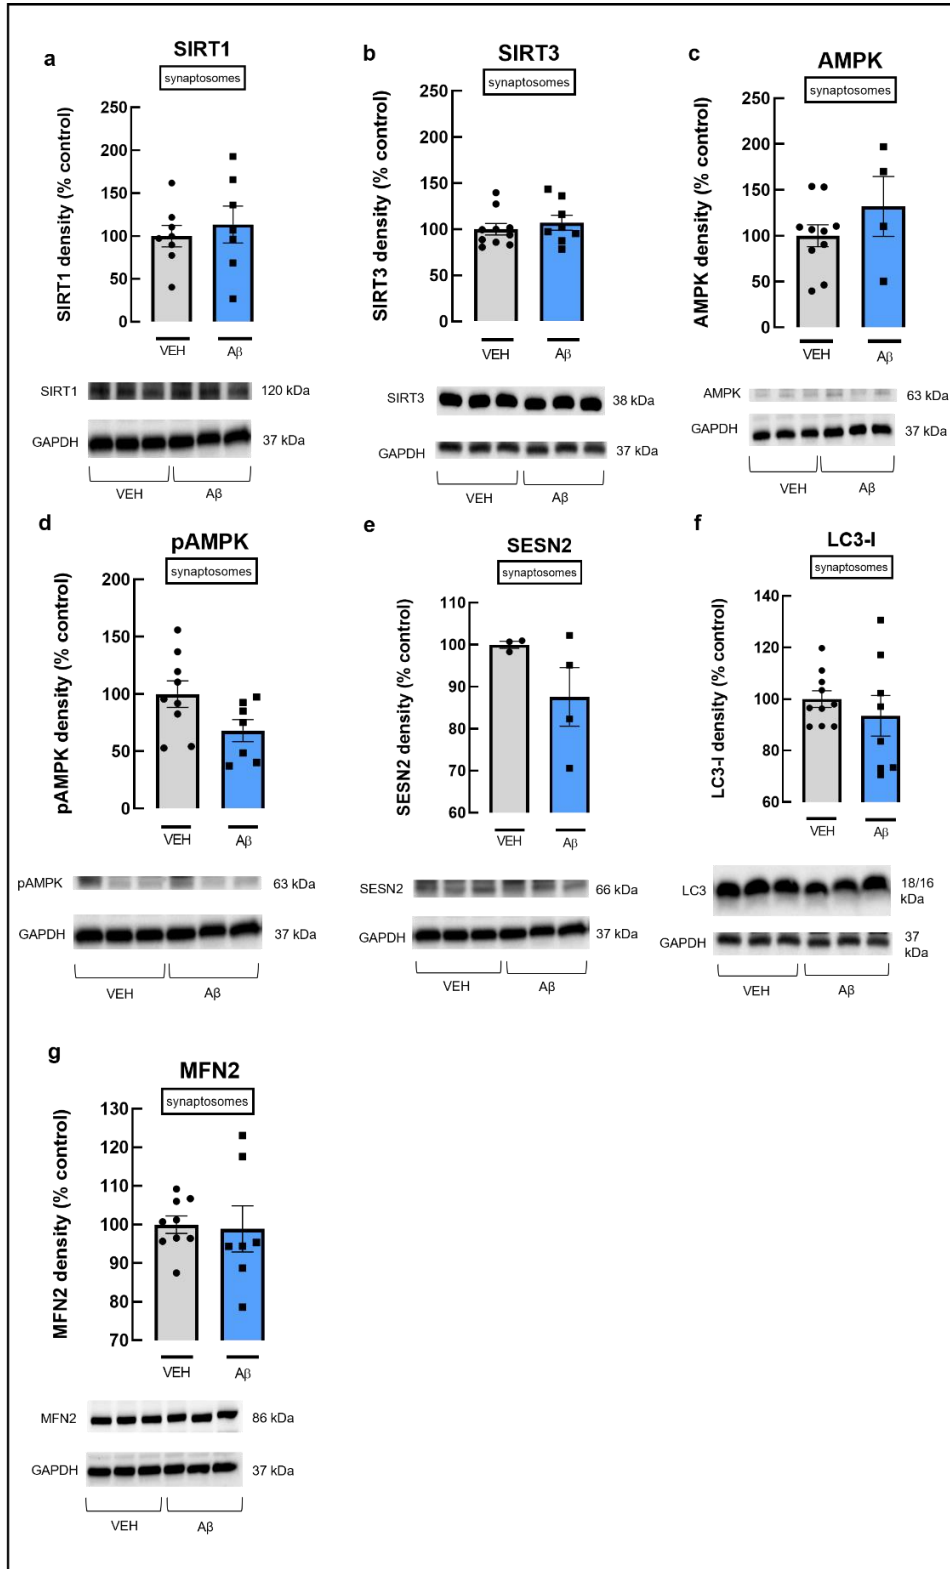 a
SIRT1
synaptosomes
SIRT1 density (% control)
250
200
150
100
50
0
VEH
Aβ
SIRT1
120 kDa
GAPDH
37 kDa
VEH
Aβ
b
SIRT3
synaptosomes
SIRT3 density (% control)
250
200
150
100
50
0
VEH
Aβ
SIRT3
38 kDa
GAPDH
37 kDa
VEH
Aβ
c
AMPK
synaptosomes
AMPK density (% control)
250
200
150
100
50
0
VEH
Aβ
AMPK
63 kDa
GAPDH
37 kDa
VEH
Aβ
d
pAMPK
synaptosomes
pAMPK density (% control)
200
150
100
50
0
VEH
Aβ
pAMPK
63 kDa
GAPDH
37 kDa
VEH
Aβ
e
SESN2
synaptosomes
SESN2 density (% control)
110
100
90
80
70
60
VEH
Aβ
SESN2
66 kDa
GAPDH
37 kDa
VEH
Aβ
f
LC3-I
synaptosomes
LC3-I density (% control)
140
120
100
80
60
VEH
Aβ
LC3
18/16
kDa
GAPDH
37
kDa
VEH
Aβ
g
MFN2
synaptosomes
MFN2 density (% control)
130
120
110
100
90
80
70
VEH
Aβ
MFN2
86 kDa
GAPDH
37 kDa
VEH
Aβ